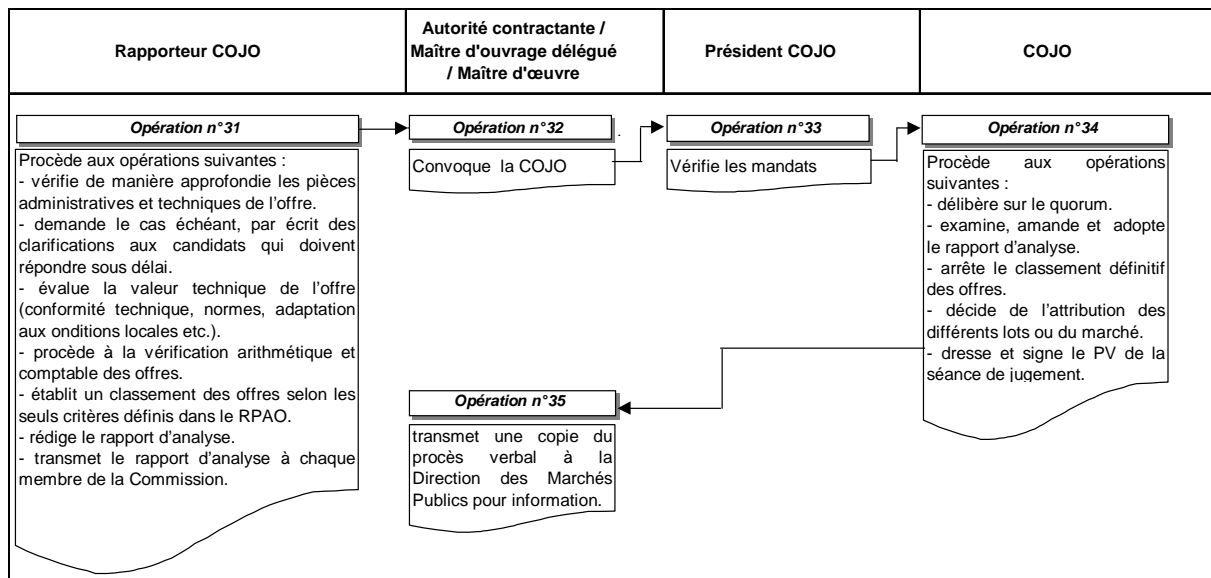 Rapporteur COJO
Autorité contractante /
Maître d'ouvrage délégué
/ Maître d'œuvre
Président COJO
COJO
Opération n°31
Procède aux opérations suivantes :
- vérifie de manière approfondie les pièces
administratives et techniques de l'offre.
- demande le cas échéant, par écrit des
clarifications aux candidats qui doivent
répondre sous délai.
- évalue la valeur technique de l'offre
(conformité technique, normes, adaptation
aux onditions locales etc.).
- procède à la vérification arithmétique et
comptable des offres.
- établit un classement des offres selon les
seuls critères définis dans le RPAO.
- rédige le rapport d'analyse.
- transmet le rapport d'analyse à chaque
membre de la Commission.
Opération n°32
.
Convoque la COJO
Opération n°33
Vérifie les mandats
Opération n°34
Procède aux opérations
suivantes :
- délibère sur le quorum.
- examine, amande et adopte
le rapport d'analyse.
- arrête le classement définitif
des offres.
- décide de l'attribution des
différents lots ou du marché.
- dresse et signe le PV de la
séance de jugement.
Opération n°35
transmet une copie du
procès verbal à la
Direction des Marchés
Publics pour information.